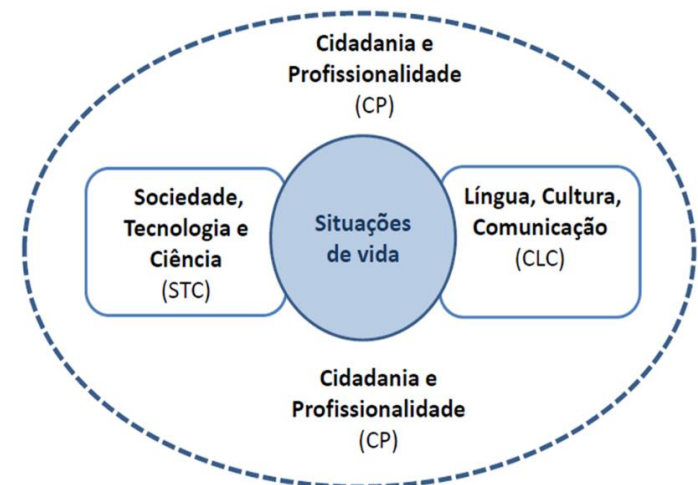 Cidadania e
Profissionalidade
(CP)
Sociedade,
Tecnologia e
Ciência
(STC)
Situações
de vida
Língua, Cultura,
Comunicação
(CLC)
Cidadania e
Profissionalidade
(CP)